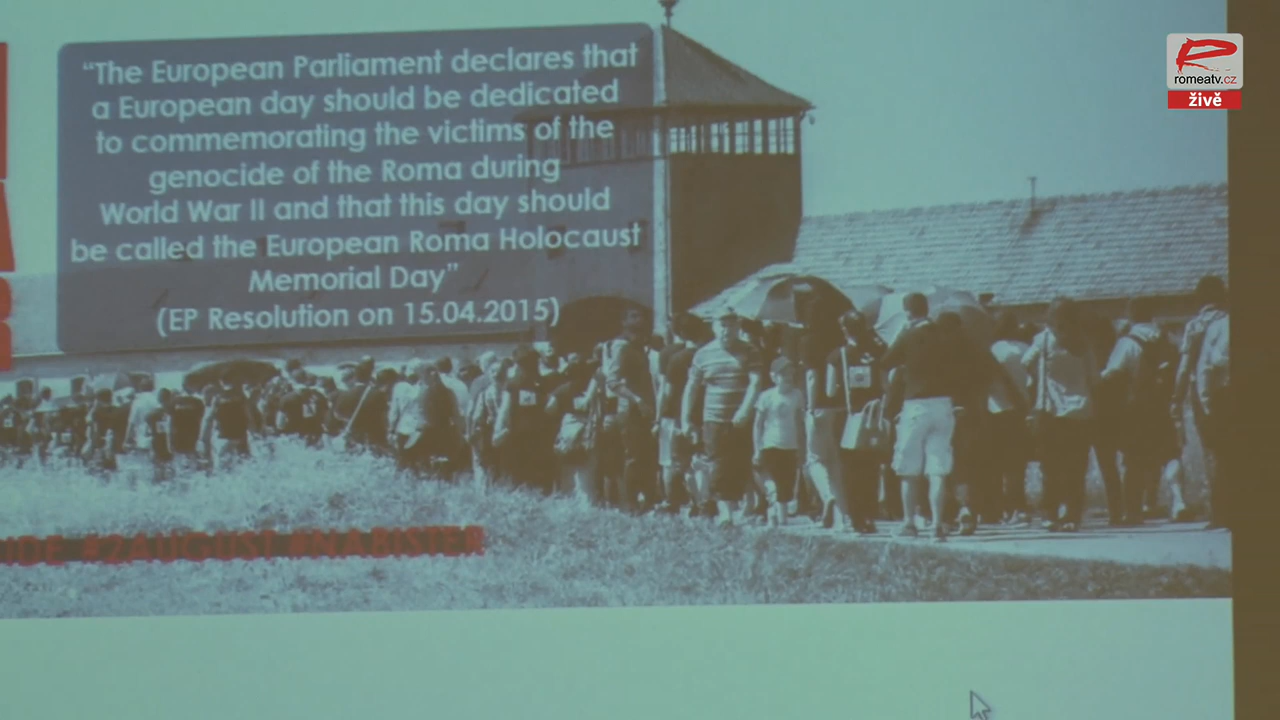 “The European Parliament declares that
a European day should be dedicated
to commemorating the victims of the
genocide of the Roma during
World War II and that this day should
be called the European Roma Holocaust
Memorial Day”
(EP Resolution on 15.04.2015)
#2AUGUST #NABISTER
romeatv.cz
živě